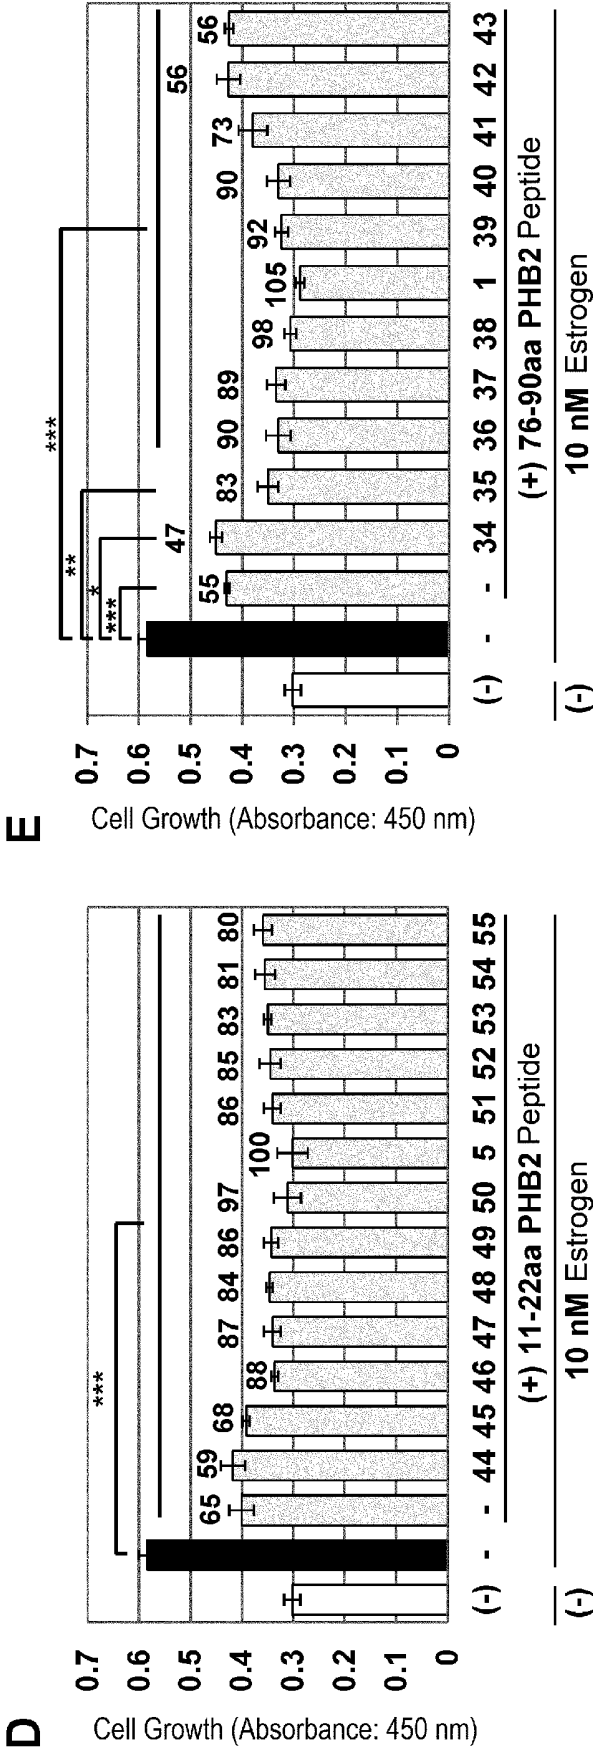 D
Cell Growth (Absorbance: 450 nm)
0.7
0.6
0.5
0.4
0.3
0.2
0.1
0
***
65 59 68 88 87 84 86 97 100 86 85 83 81 80
(-) - - 44 45 46 47 48 49 50 5 51 52 53 54 55
(+) 11-22aa PHB2 Peptide
(-) 10 nM Estrogen
E
Cell Growth (Absorbance: 450 nm)
0.7
0.6
0.5
0.4
0.3
0.2
0.1
0
***
**
*
***
55 47 83 90 89 98 105 92 90 73 56 56
(-) - - 34 35 36 37 38 1 39 40 41 42 43
(+) 76-90aa PHB2 Peptide
(-) 10 nM Estrogen